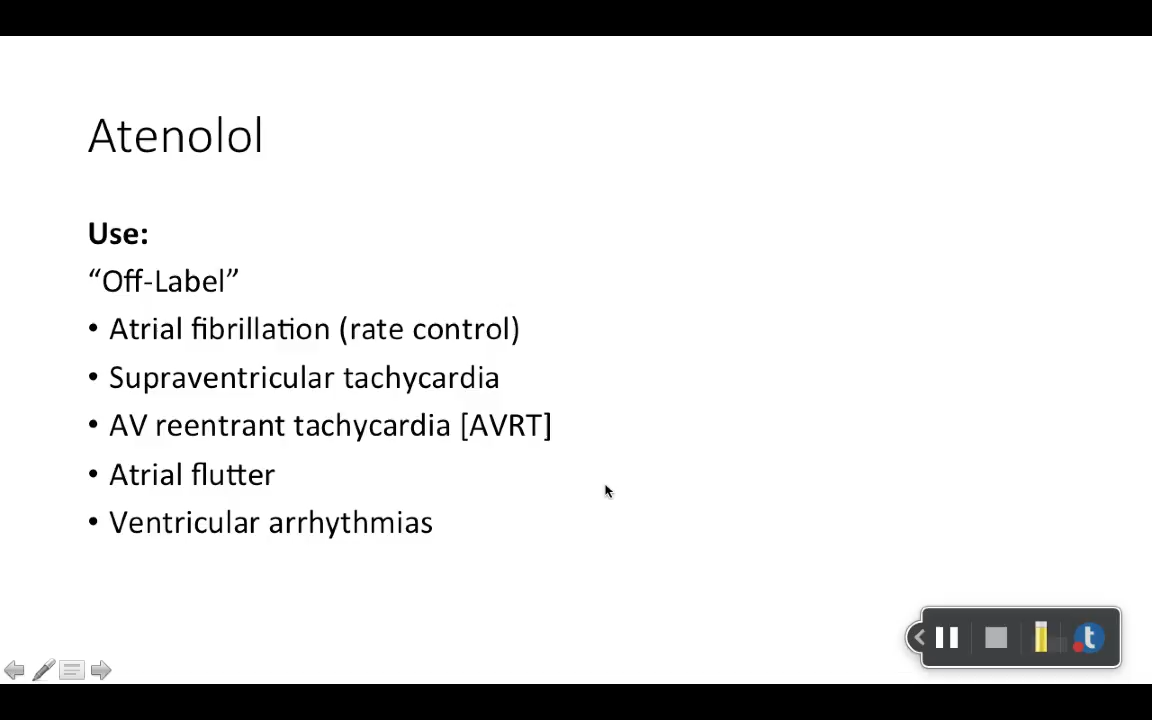 Atenolol
Use:
“Off-Label”
• Atrial fibrillation (rate control)
• Supraventricular tachycardia
• AV reentrant tachycardia [AVRT]
• Atrial flutter
• Ventricular arrhythmias
t